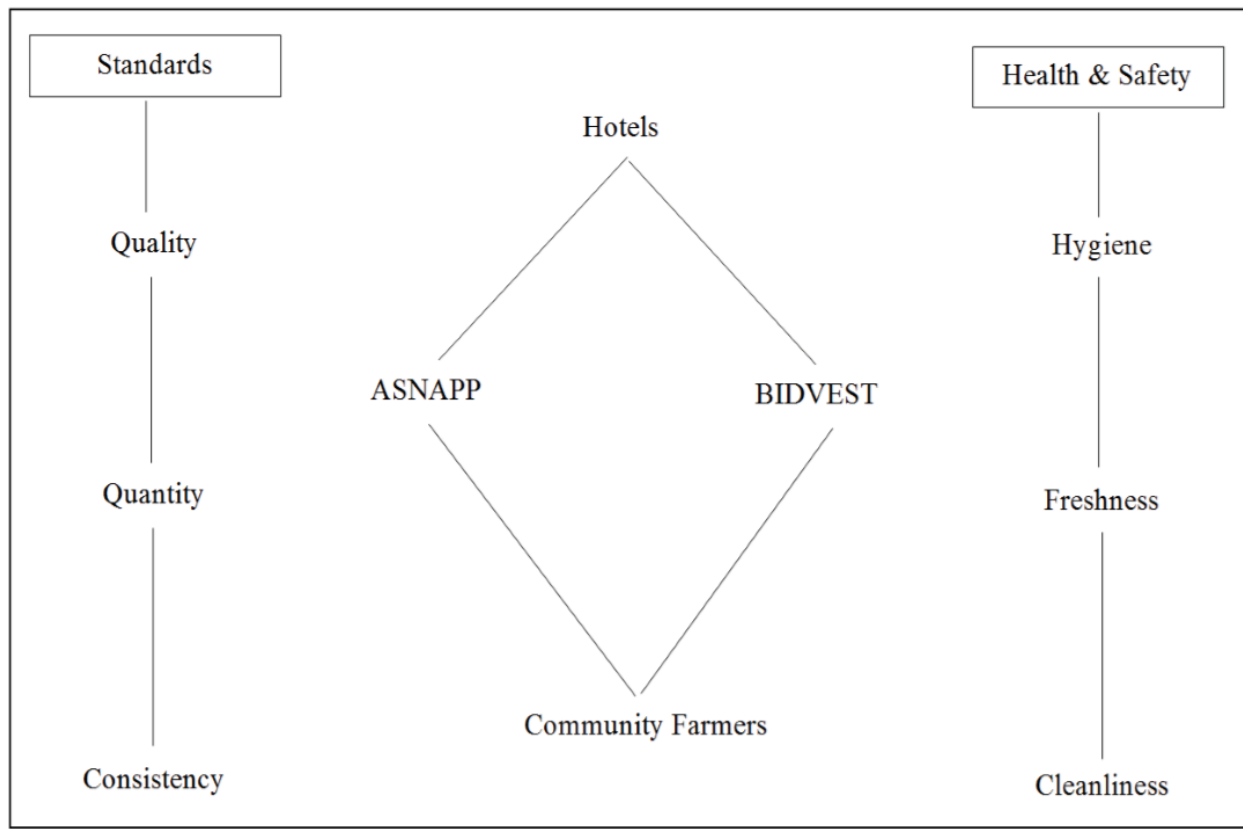 Standards
Health & Safety
Hotels
Quality
Hygiene
ASNAPP
BIDVEST
Quantity
Freshness
Community Farmers
Consistency
Cleanliness